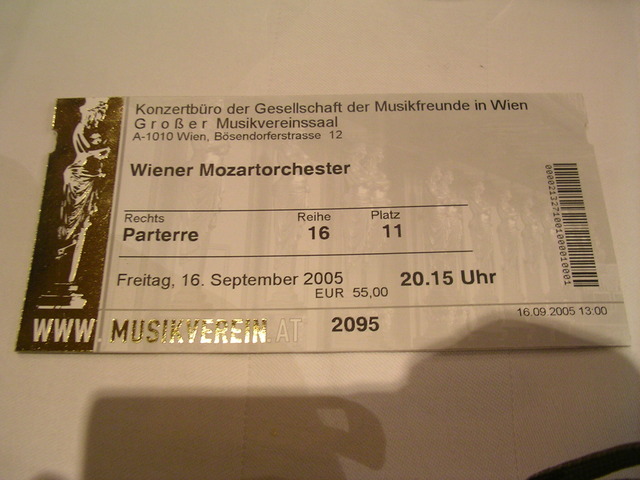 Konzertbüro der Gesellschaft der Musikfreunde in Wien
Großer Musikvereinssaal
A-1010 Wien, Bösendorferstrasse 12
Wiener Mozartorchester
Rechts Reihe Platz
Parterre 16 11
Freitag, 16. September 2005 20.15 Uhr
EUR 55,00
16.09 2005 13:00
WWW.MUSIKVEREIN.AT 2095